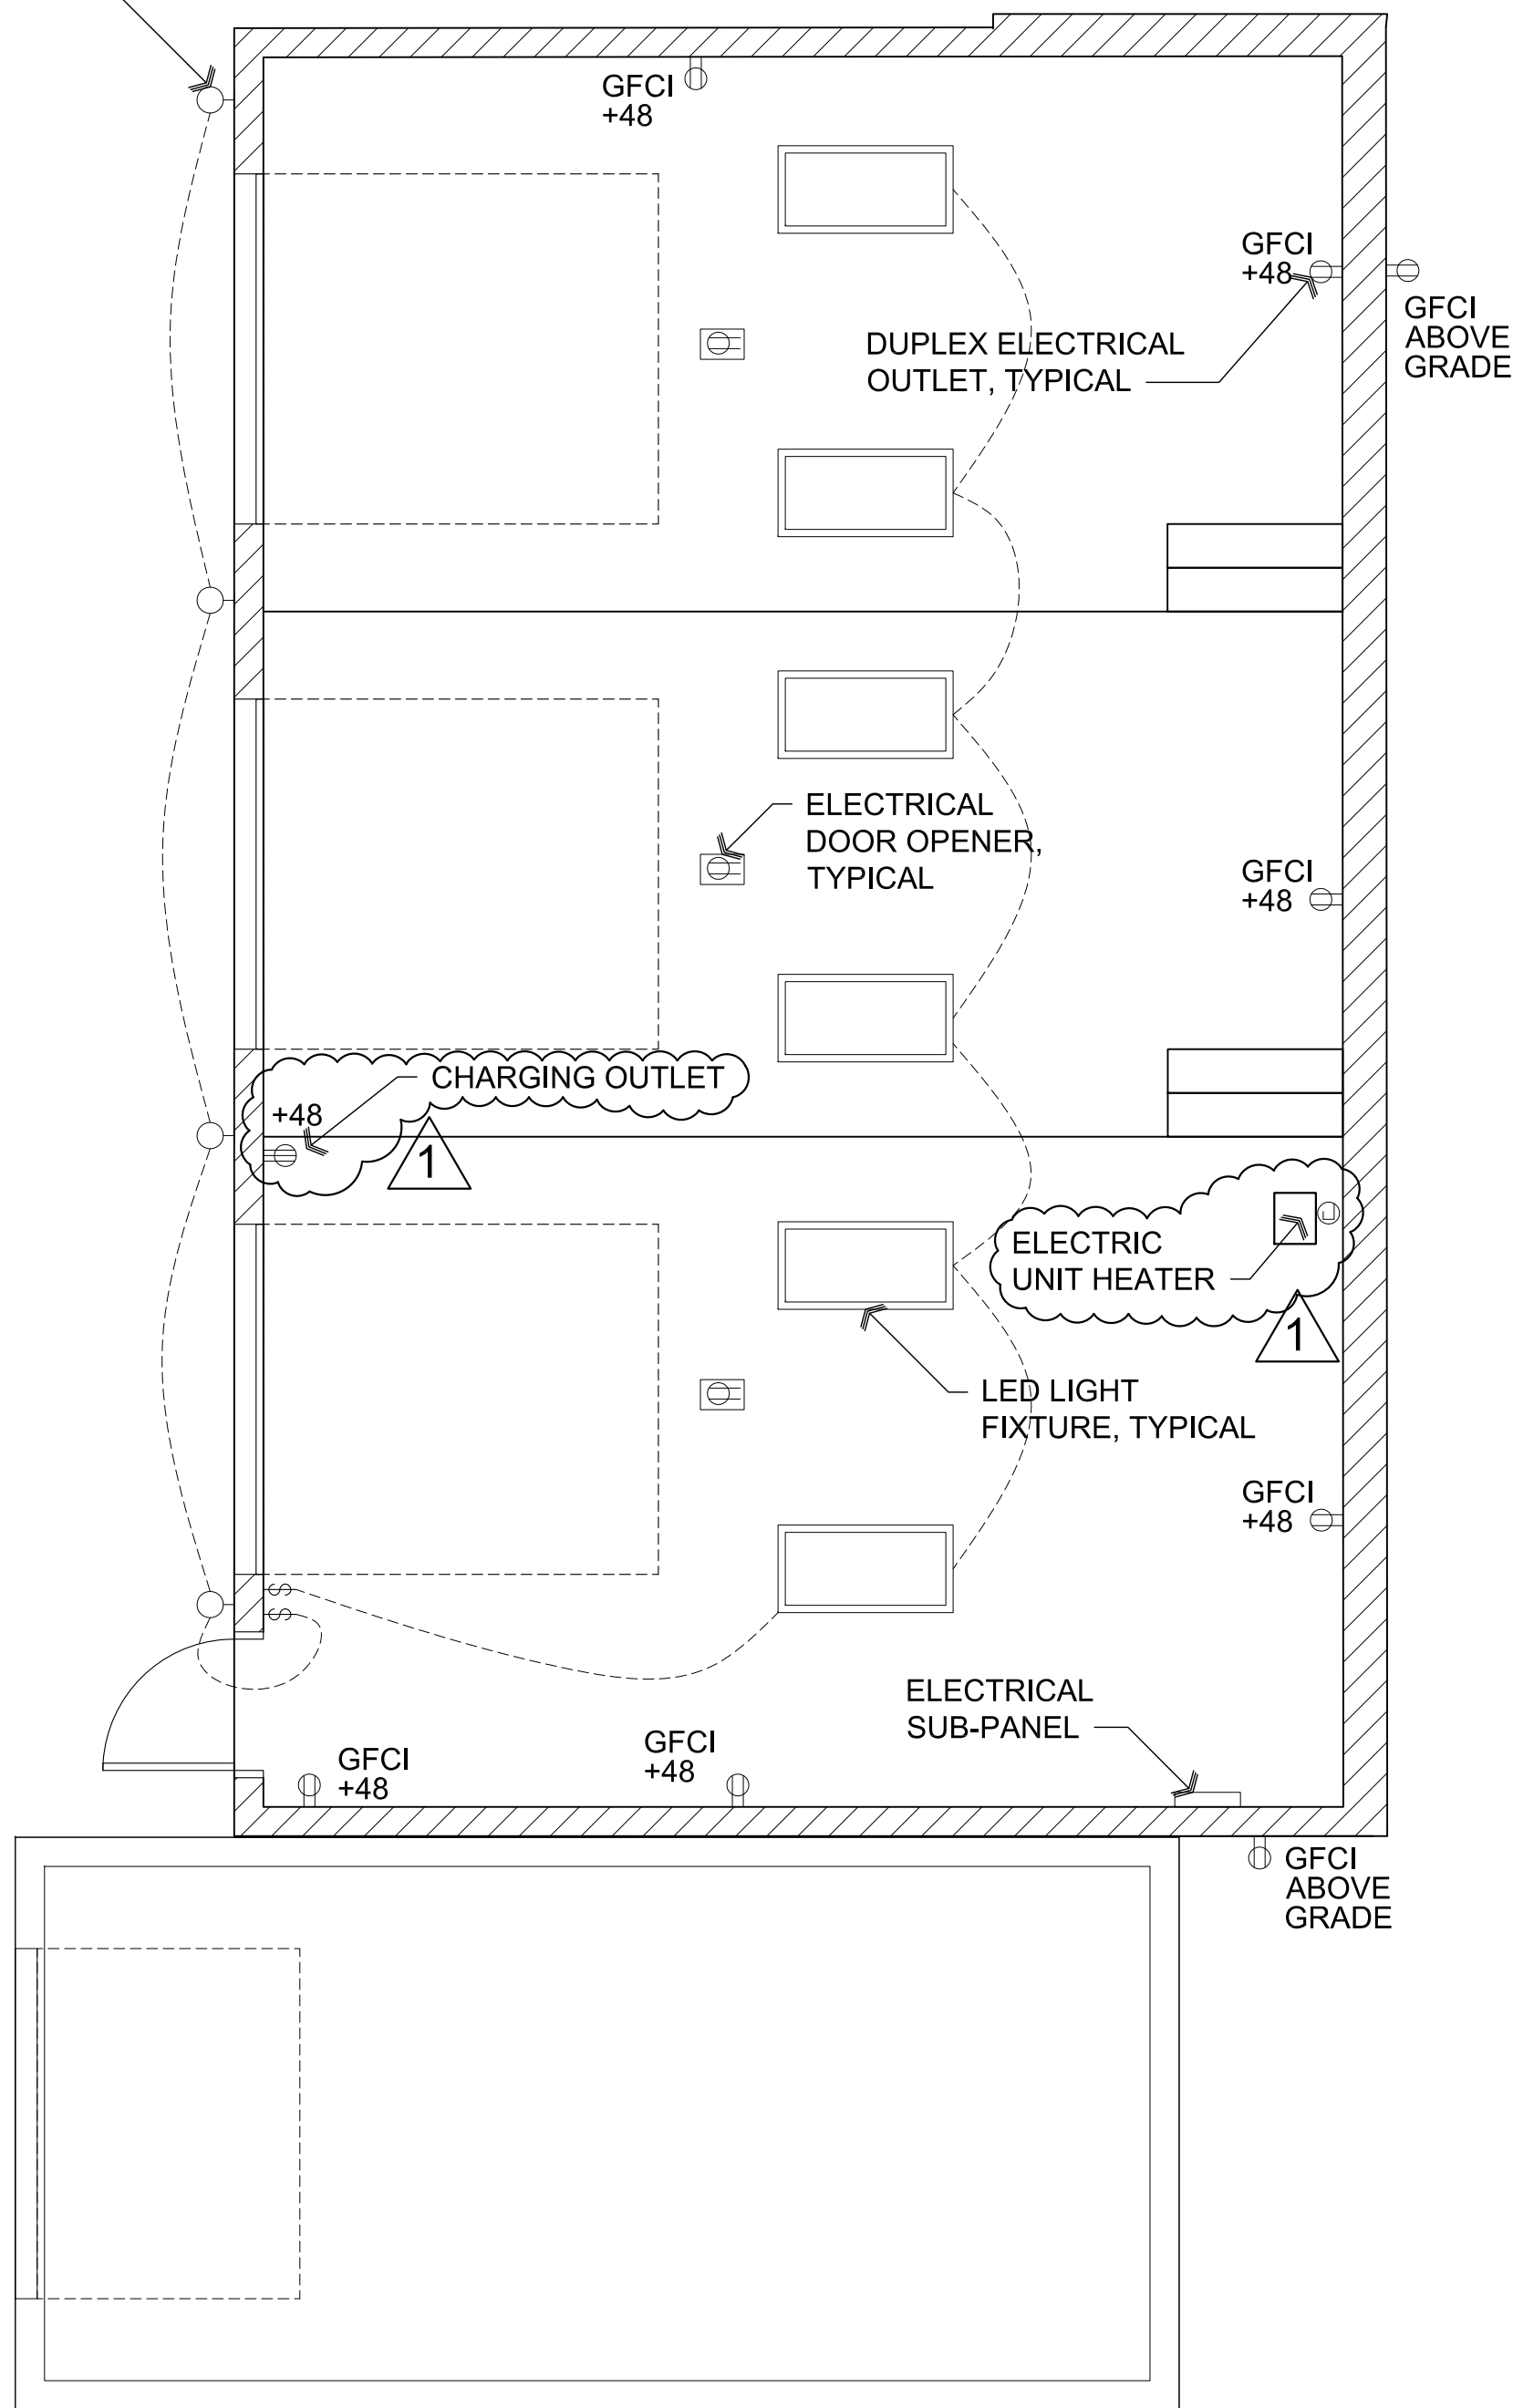 GFCI
+48
GFCI
+48
GFCI
ABOVE
GRADE
DUPLEX ELECTRICAL
OUTLET, TYPICAL
ELECTRICAL
DOOR OPENER,
TYPICAL
GFCI
+48
CHARGING OUTLET
+48
1
ELECTRIC
UNIT HEATER
1
LED LIGHT
FIXTURE, TYPICAL
GFCI
+48
S
S
ELECTRICAL
SUB-PANEL
GFCI
+48
GFCI
+48
GFCI
ABOVE
GRADE